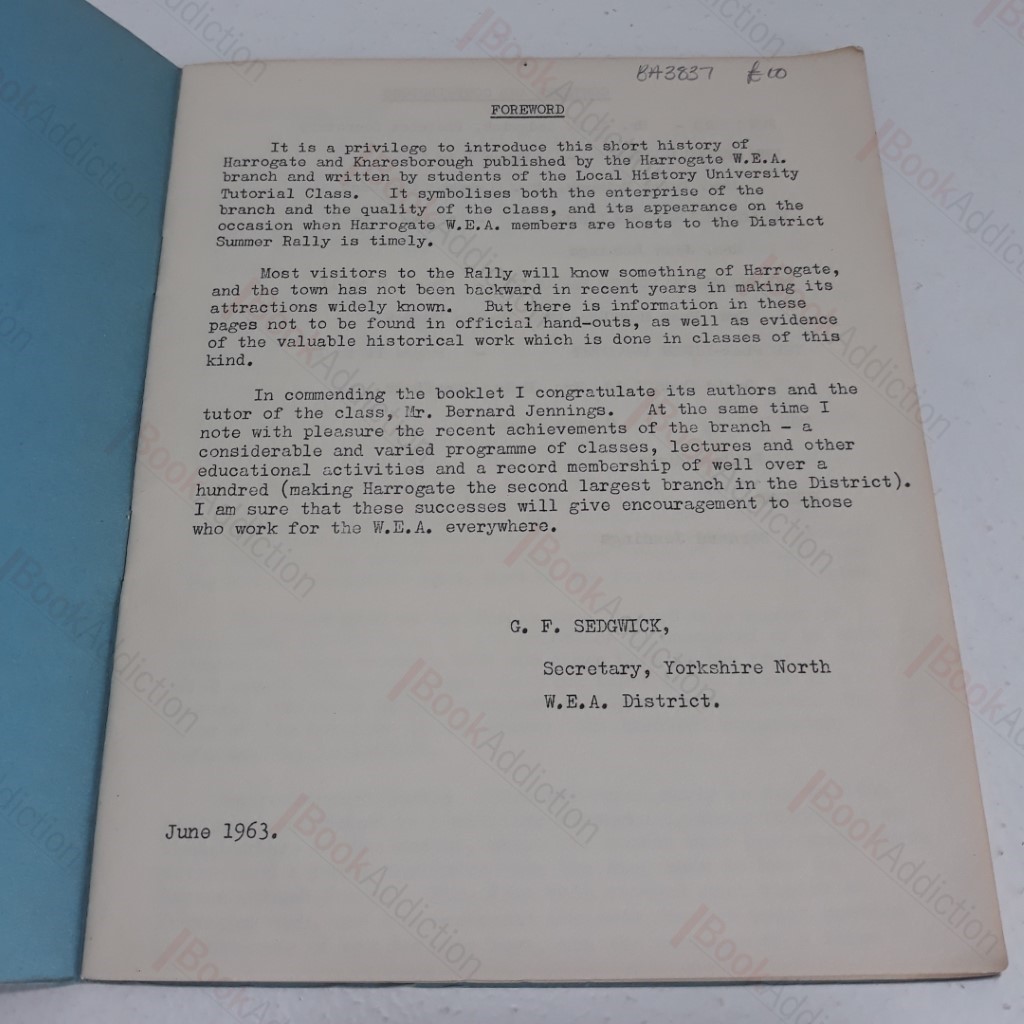 BA3837
FOREWORD
It is a privilege to introduce this short history of
Harrogate and Knaresborough published by the Harrogate W.E.A.
branch and written by students of the Local History University
Tutorial Class. It symbolises both the enterprise of the
branch and the quality of the class, and its appearance on the
occasion when Harrogate W.E.A. members are hosts to the District
Summer Rally is timely.
Most visitors to the Rally will know something of Harrogate,
and the town has not been backward in recent years in making its
attractions widely known. But there is information in these
pages not to be found in official hand-outs, as well as evidence
of the valuable historical work which is done in classes of this
kind.
In commending the booklet I congratulate its authors and the
tutor of the class, Mr. Bernard Jennings. At the same time I
note with pleasure the recent achievements of the branch - a
considerable and varied programme of classes, lectures and other
educational activities and a record membership of well over a
hundred (making Harrogate the second largest branch in the District).
I am sure that these successes will give encouragement to those
who work for the W.E.A. everywhere.
G. F. SEDGWICK,
Secretary, Yorkshire North
W.E.A. District.
June 1963.
BookAddiction